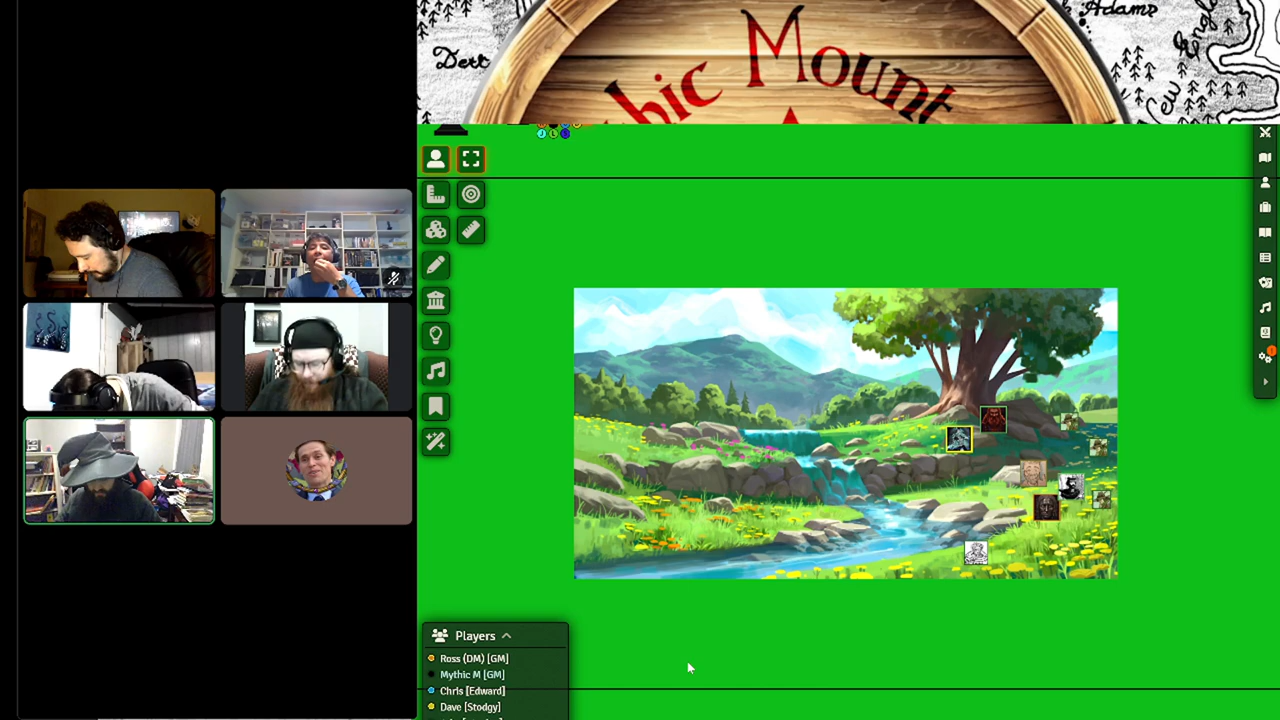 Adams
Dert
Mount
hic
Players
Ross (DM) [GM]
Mythic M [GM]
Chris [Edward]
Dave [Stodgy]